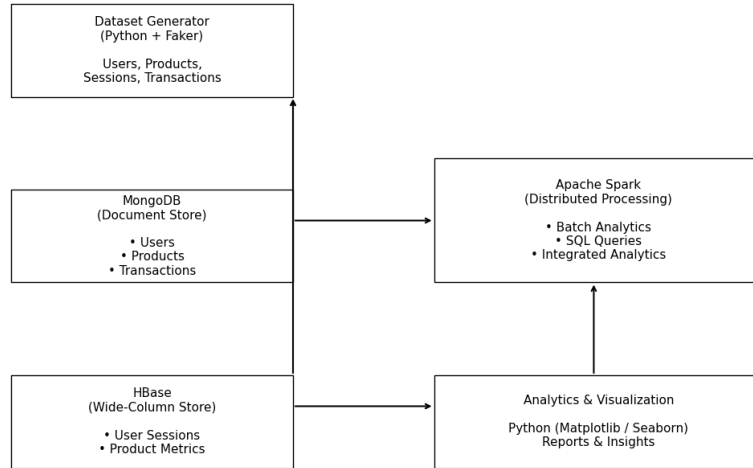 Dataset Generator
(Python + Faker)
Users, Products,
Sessions, Transactions
MongoDB
(Document Store)
• Users
• Products
• Transactions
Apache Spark
(Distributed Processing)
• Batch Analytics
• SQL Queries
• Integrated Analytics
HBase
(Wide-Column Store)
• User Sessions
• Product Metrics
Analytics & Visualization
Python (Matplotlib / Seaborn)
Reports & Insights